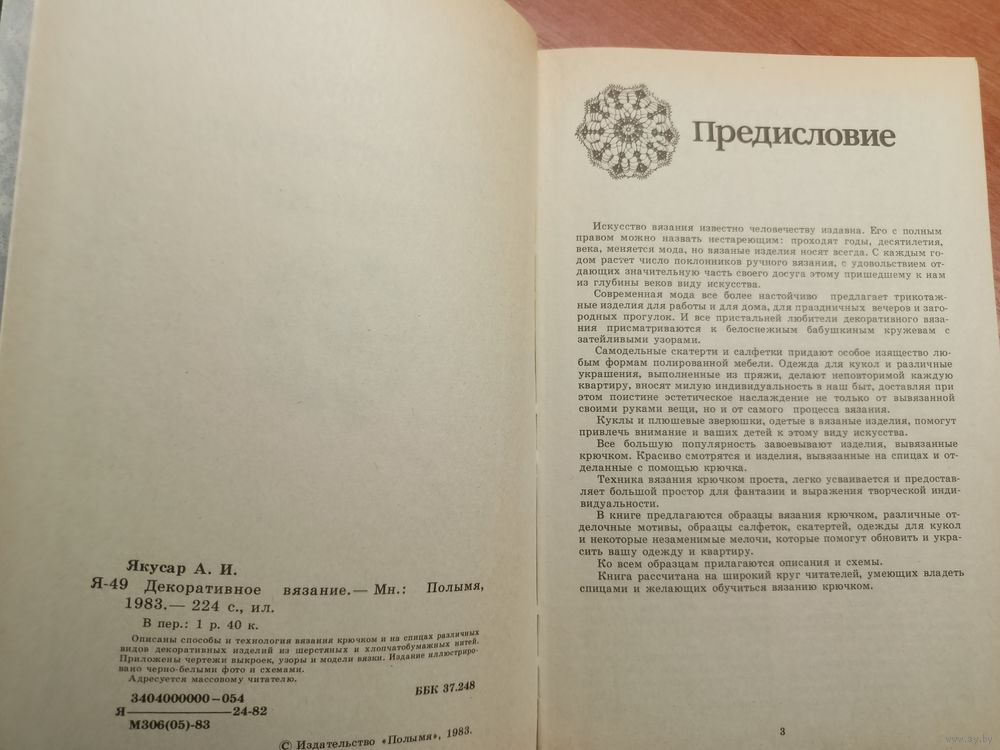 Якусар А. И.
Я-49 Декоративное вязание.— Мн.: Полымя,
1983.— 224 с., ил.
В пер.: 1 р. 40 к.
Описаны способы и технология вязания крючком и на спицах различных
видов декоративных изделий из шерстяных и хлопчатобумажных нитей.
Приложены чертежи выкроек, узоры и модели вязки. Издание иллюстриро-
вано черно-белыми фото и схемами.
Адресуется массовому читателю.
3404000000—054
Я————24-82
М306(05)-83
ББК 37.248
© Издательство «Полымя», 1983.
Предисловие
Искусство вязания известно человечеству издавна. Его с полным
правом можно назвать нестареющим: проходят годы, десятилетия,
века, меняется мода, но вязаные изделия носят всегда. С каждым го-
дом растет число поклонников ручного вязания, с удовольствием от-
дающих значительную часть своего досуга этому пришедшему к нам
из глубины веков виду искусства.
Современная мода все более настойчиво предлагает трикотаж-
ные изделия для работы и для дома, для праздничных вечеров и заго-
родных прогулок. И все пристальней любители декоративного вяза-
ния присматриваются к белоснежным бабушкиным кружевам с
затейливыми узорами.
Самодельные скатерти и салфетки придают особое изящество лю-
бым формам полированной мебели. Одежда для кукол и различные
украшения, выполненные из пряжи, делают неповторимой каждую
квартиру, вносят милую индивидуальность в наш быт, доставляя при
этом поистине эстетическое наслаждение не только от вывязанной
своими руками вещи, но и от самого процесса вязания.
Куклы и плюшевые зверюшки, одетые в вязаные изделия, помогут
привлечь внимание и ваших детей к этому виду искусства.
Все большую популярность завоевывают изделия, вывязанные
крючком. Красиво смотрятся и изделия, вывязанные на спицах и от-
деланные с помощью крючка.
Техника вязания крючком проста, легко усваивается и предостав-
ляет большой простор для фантазии и выражения творческой инди-
видуальности.
В книге предлагаются образцы вязания крючком, различные от-
делочные мотивы, образцы салфеток, скатертей, одежды для кукол
и некоторые незаменимые мелочи, которые помогут обновить и укра-
сить вашу одежду и квартиру.
Ко всем образцам прилагаются описания и схемы.
Книга рассчитана на широкий круг читателей, умеющих владеть
спицами и желающих обучиться вязанию крючком.
3
www.ay.by